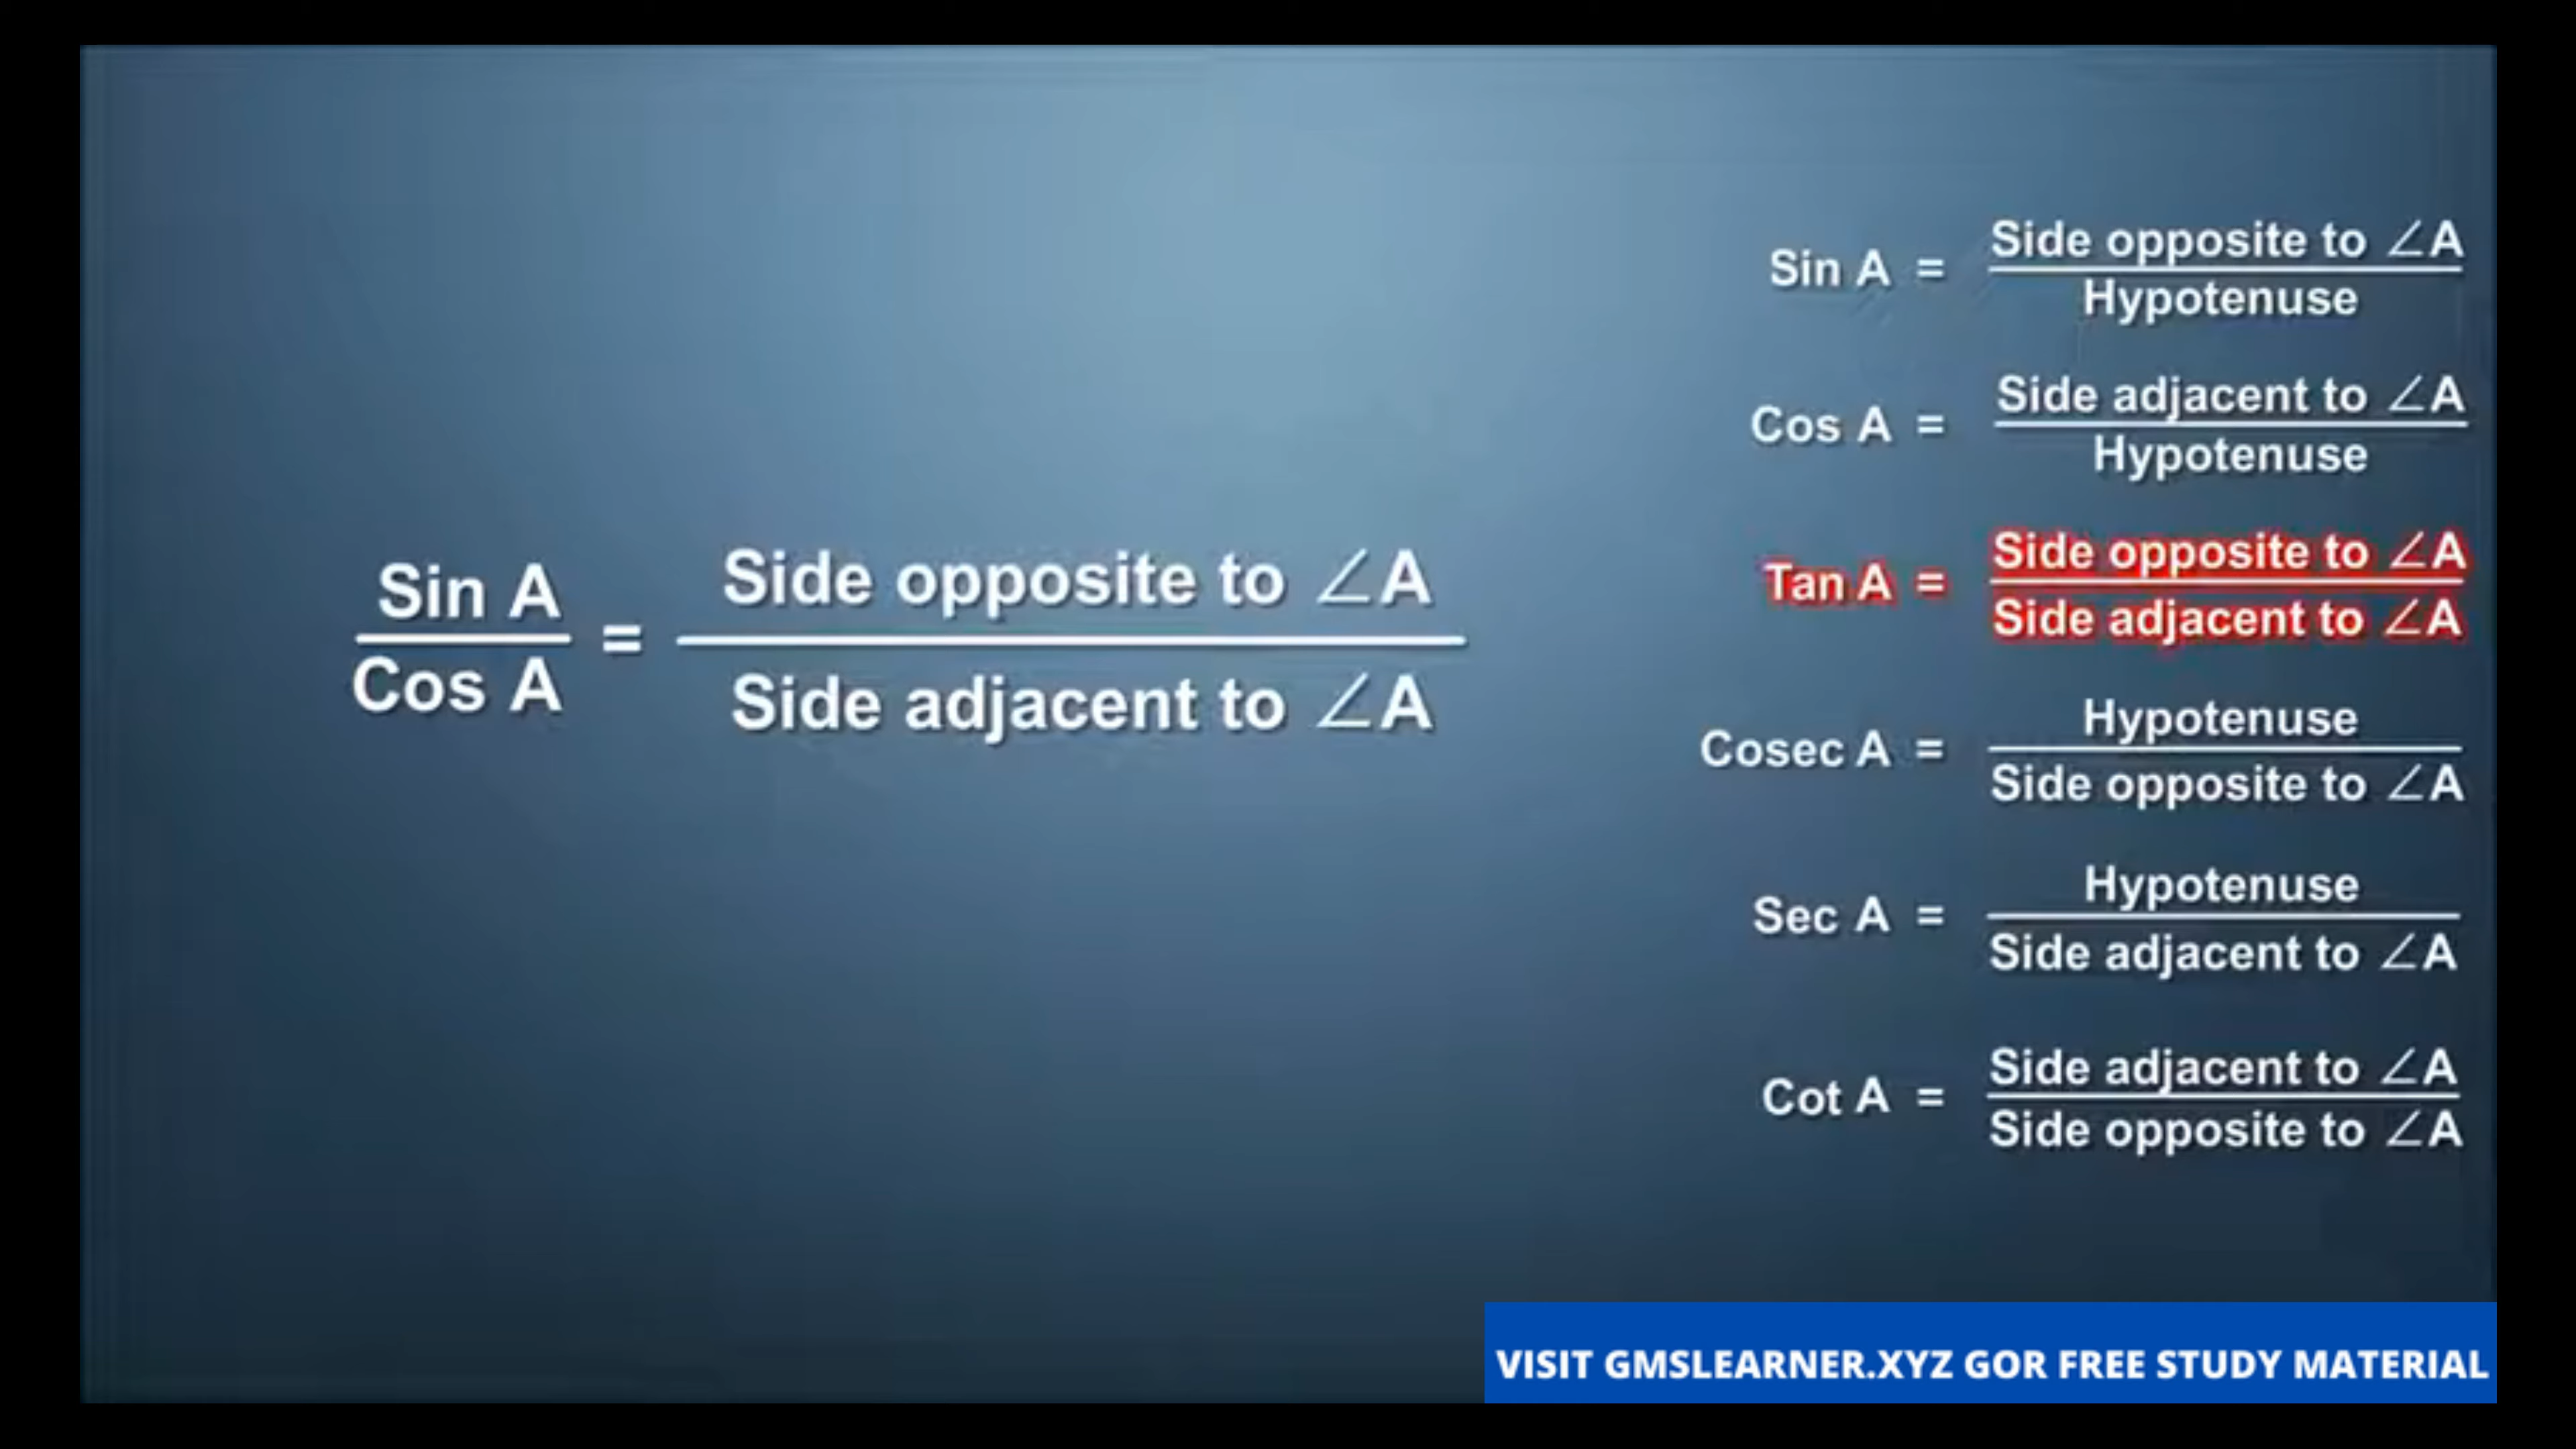 Sin A / Cos A = Side opposite to ∠A / Side adjacent to ∠A
Sin A = Side opposite to ∠A / Hypotenuse
Cos A = Side adjacent to ∠A / Hypotenuse
Tan A = Side opposite to ∠A / Side adjacent to ∠A
Cosec A = Hypotenuse / Side opposite to ∠A
Sec A = Hypotenuse / Side adjacent to ∠A
Cot A = Side adjacent to ∠A / Side opposite to ∠A
VISIT GMSLEARNER.XYZ GOR FREE STUDY MATERIAL